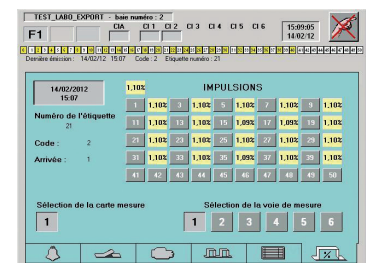 TEST_LABO_EXPORT - baie numéro : 2
F1 CIA CI 1 CI 2 CI 3 CI 4 CI 5 CI 6 15:09:05
14/02/12
Dernière émission : 14/02/12 15:07 Code : 2 Etiquette numéro : 21
14/02/2012
15:07
1,10% IMPULSIONS
1 1,10% 3 1,10% 5 1,10% 7 1,10% 9 1,10%
Numéro de l'étiquette
21
11 1,10% 13 1,10% 15 1,09% 17 1,09% 19 1,10%
Code : 2
21 1,10% 23 1,10% 25 1,10% 27 1,10% 29 1,10%
Arrivée : 1
31 1,10% 33 1,10% 35 1,09% 37 1,10% 39 1,10%
41 42 43 44 45 46 47 48 49 50
Sélection de la carte mesure
1
Sélection de la voie de mesure
1 2 3 4 5 6
%